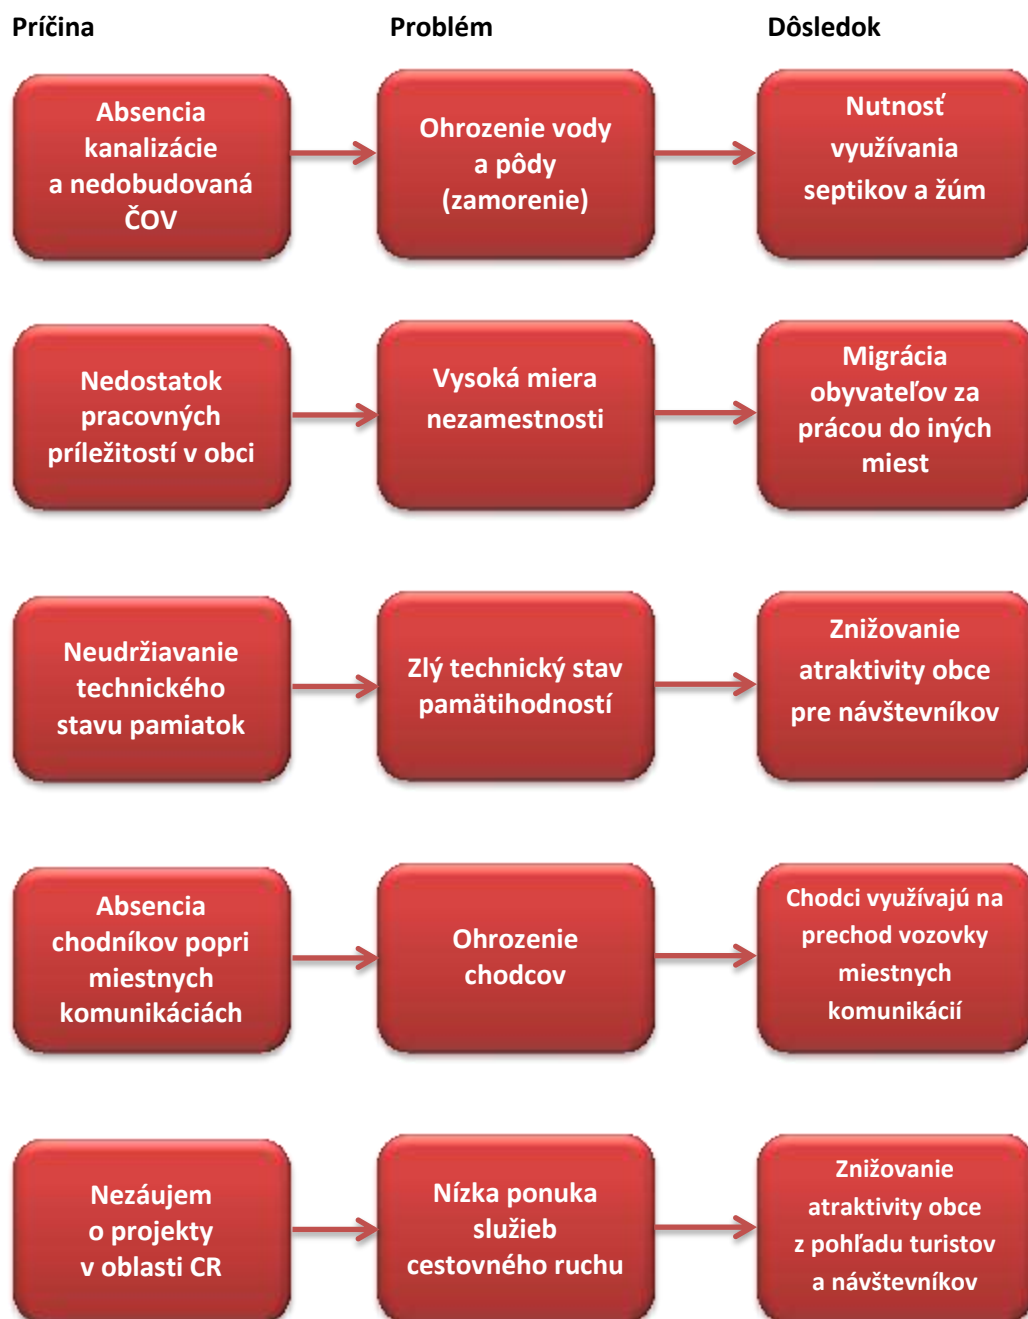 Príčina
Problém
Dôsledok
Absencia
kanalizácie
a nedobudovaná
ČOV
Ohrozenie vody
a pôdy
(zamorenie)
Nutnosť
využívania
septikov a žúm
Nedostatok
pracovných
príležitostí v obci
Vysoká miera
nezamestnosti
Migrácia
obyvateľov za
prácou do iných
miest
Neudržiavanie
technického
stavu pamiatok
Zlý technický stav
pamätihodností
Znižovanie
atraktivity obce
pre návštevníkov
Absencia
chodníkov popri
miestnych
komunikáciách
Ohrozenie
chodcov
Chodci využívajú na
prechod vozovky
miestnych
komunikácií
Nezáujem
o projekty
v oblasti CR
Nízka ponuka
služieb
cestovného ruchu
Znižovanie
atraktivity obce
z pohľadu turistov
a návštevníkov